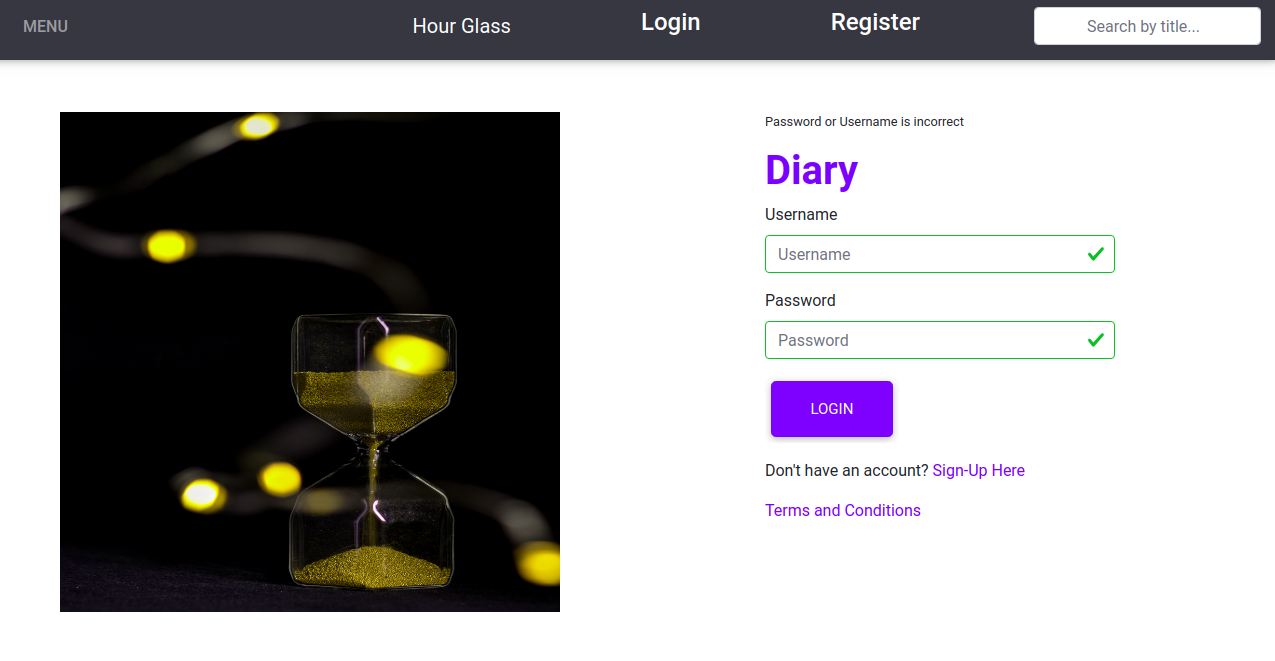 MENU
Hour Glass
Login
Register
Search by title...
Password or Username is incorrect
Diary
Username
Username
Password
Password
LOGIN
Don't have an account? Sign-Up Here
Terms and Conditions